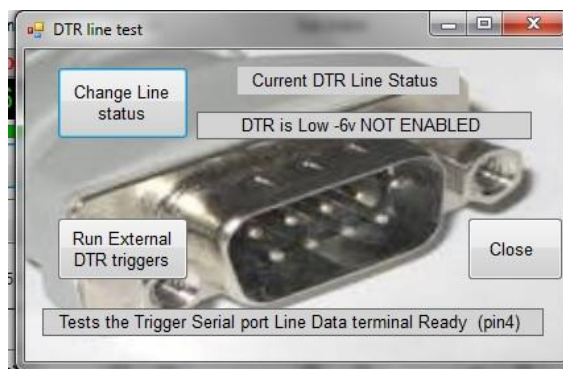 DTR line test
Change Line
status
Current DTR Line Status
DTR is Low -6v NOT ENABLED
Run External
DTR triggers
Close
Tests the Trigger Serial port Line Data terminal Ready (pin4)